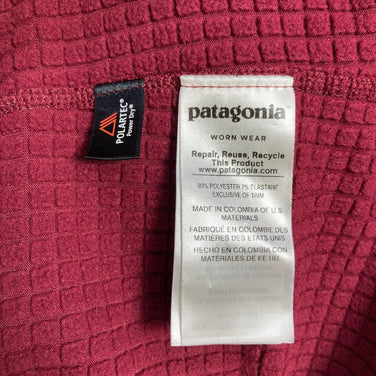 POLARTEC®
Power Dry®
patagonia®
WORN WEAR
Repair, Reuse, Recycle
This Product
www.patagonia.com
93% POLYESTER 7% ELASTANE
EXCLUSIVE OF TRIM
MADE IN COLOMBIA OF U.S.
MATERIALS
FABRIQUÉ EN COLOMBIE DES
MATIÈRES DES ÉTATS UNIS
HECHO EN COLOMBIA CON
MATERIALES DE EE.UU.